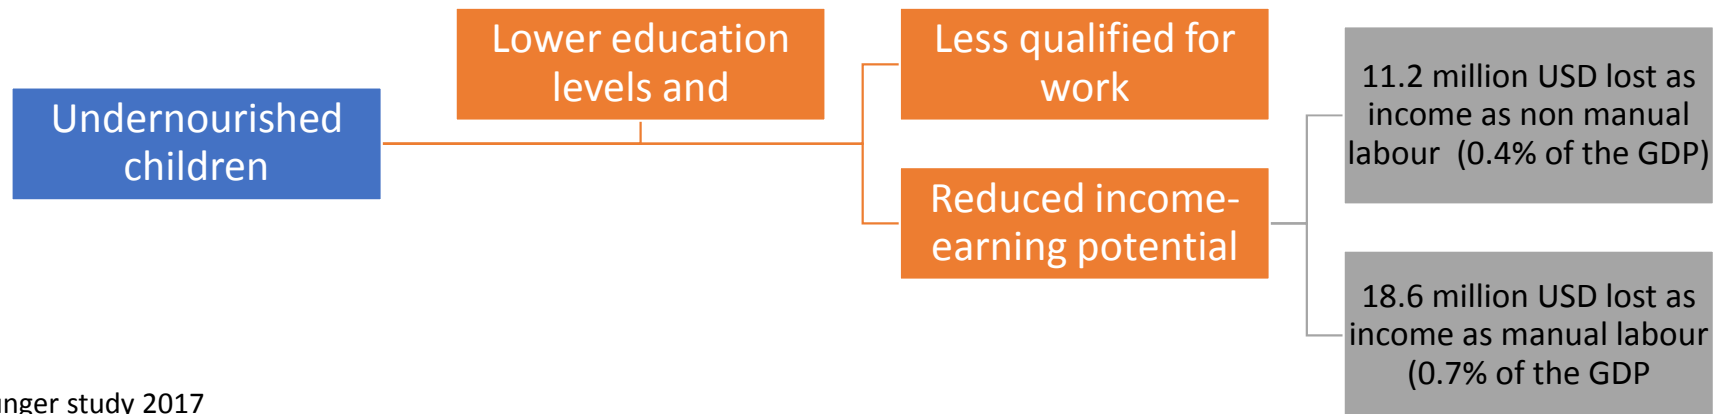 Undernourished
children
Lower education
levels and
Less qualified for
work
Reduced income-
earning potential
11.2 million USD lost as
income as non manual
labour (0.4% of the GDP)
18.6 million USD lost as
income as manual labour
(0.7% of the GDP
study 2017